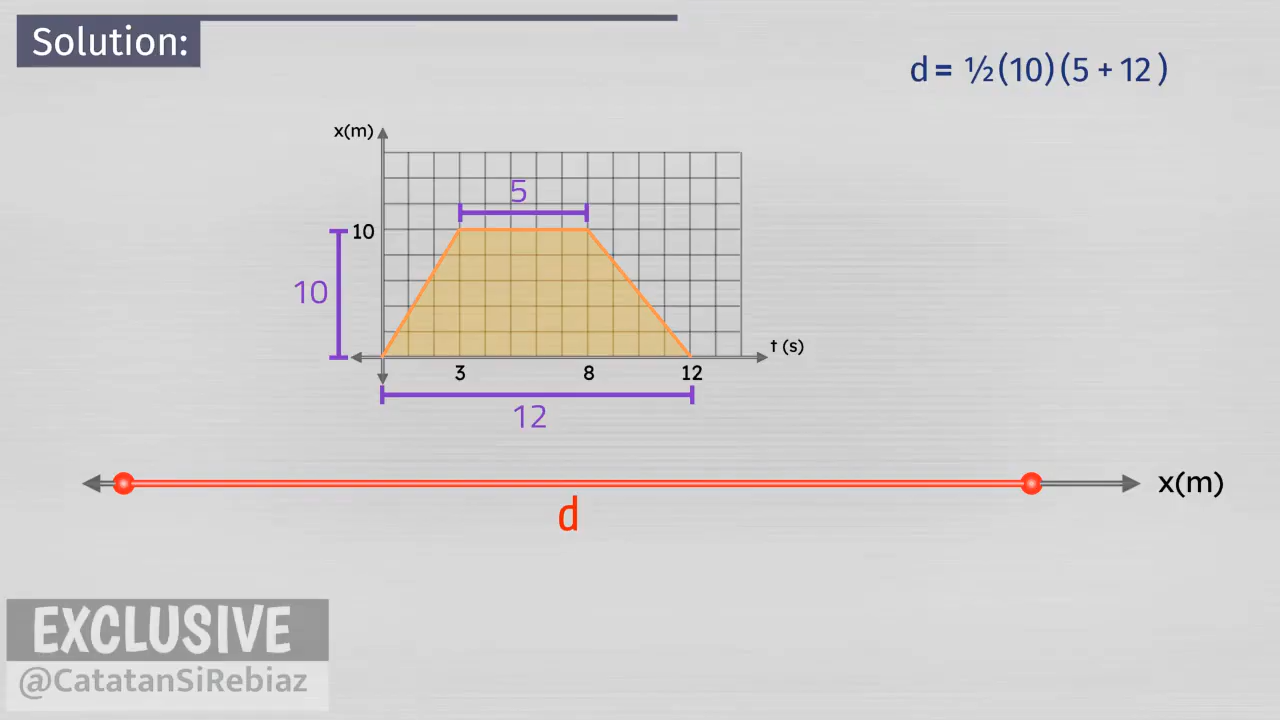 Solution:
d = ½(10)(5 + 12 )
x(m)
5
10
10
t (s)
3 8 12
12
x(m)
d
EXCLUSIVE
@CatatanSiRebiaz